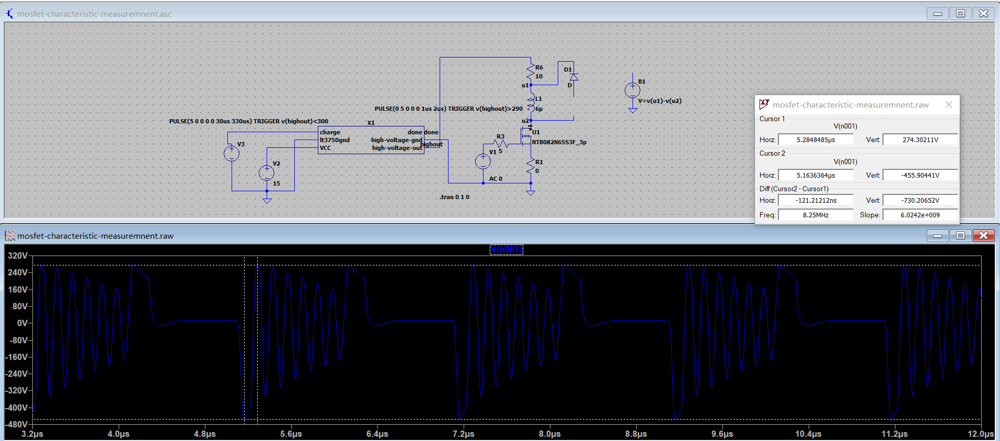 mosfet-characteristic-measuremnent.asc
R6
10
D1
D
u1
L1
6µ
PULSE(0 5 0 0 0 1us 2us) TRIGGER v(highout)>290
B1
V=v(u1)-v(u2)
PULSE(5 0 0 0 0 30us 330us) TRIGGER v(highout)<300
X1
charge
lt3750gnd
VCC
done
high-voltage-gnd
high-voltage-out
done
highout
V3
V2
15
u2
U1
NTB082N65S3F_3p
R3
5
V1
R1
0
AC 0
.tran 0.1 0
mosfet-characteristic-measuremnent.raw
Cursor 1
V(n001)
Horz: 5.2848485µs Vert: 274.30211V
Cursor 2
V(n001)
Horz: 5.1636364µs Vert: -455.90441V
Diff (Cursor2 - Cursor1)
Horz: -121.21212ns Vert: -730.20652V
Freq: 8.25MHz Slope: 6.0242e+009
mosfet-characteristic-measuremnent.raw
V(n001)
320V
240V
160V
80V
0V
-80V
-160V
-240V
-320V
-400V
-480V
3.2µs 4.0µs 4.8µs 5.6µs 6.4µs 7.2µs 8.0µs 8.8µs 9.6µs 10.4µs 11.2µs 12.0µs